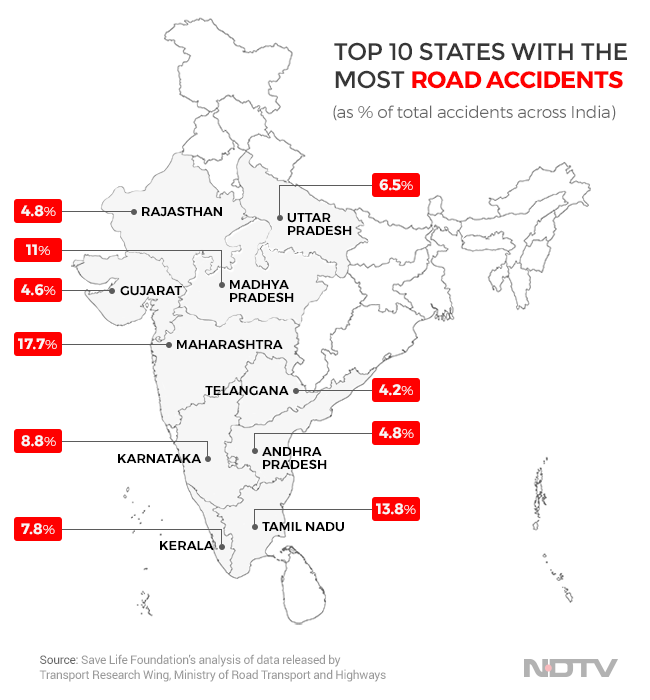 TOP 10 STATES WITH THE
MOST ROAD ACCIDENTS
(as % of total accidents across India)
6.5%
4.8%
RAJASTHAN
UTTAR
PRADESH
11%
4.6%
GUJARAT
MADHYA
PRADESH
17.7%
MAHARASHTRA
TELANGANA
4.2%
8.8%
4.8%
KARNATAKA
ANDHRA
PRADESH
13.8%
7.8%
TAMIL NADU
KERALA
Source: Save Life Foundation's analysis of data released by
Transport Research Wing, Ministry of Road Transport and Highways
NDTV